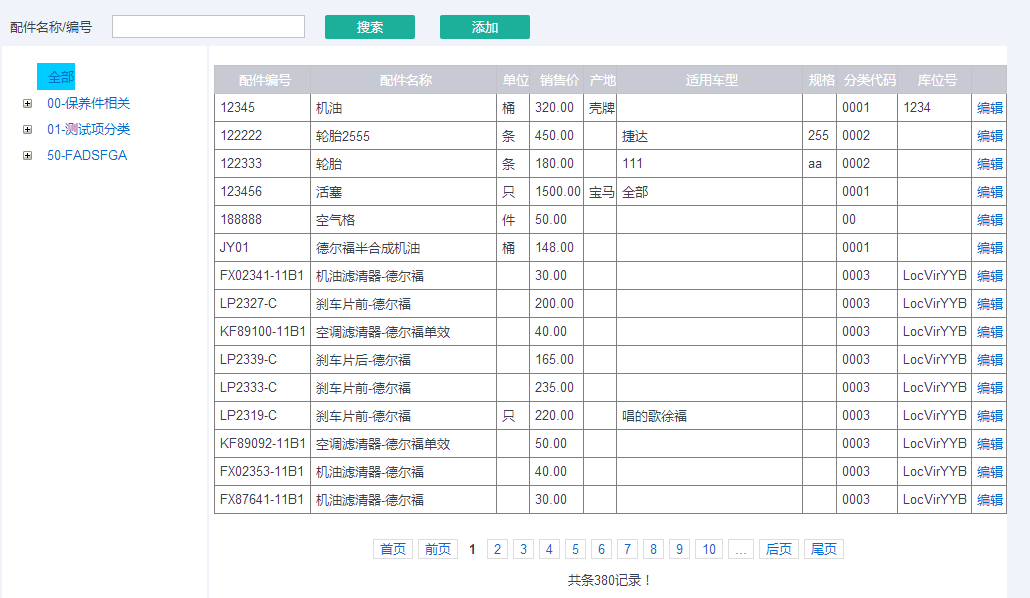 配件名称/编号 搜索 添加
全部
00-保养件相关
01-测试项分类
50-FADSFGA
配件编号 配件名称 单位 销售价 产地 适用车型 规格 分类代码 库位号
12345 机油 桶 320.00 壳牌 0001 1234 编辑
122222 轮胎2555 条 450.00 捷达 255 0002 编辑
122333 轮胎 条 180.00 111 aa 0002 编辑
123456 活塞 只 1500.00 宝马 全部 0001 编辑
188888 空气格 件 50.00 00 编辑
JY01 德尔福半合成机油 桶 148.00 0001 编辑
FX02341-11B1 机油滤清器-德尔福 30.00 0003 LocVirYYB 编辑
LP2327-C 刹车片前-德尔福 200.00 0003 LocVirYYB 编辑
KF89100-11B1 空调滤清器-德尔福单效 40.00 0003 LocVirYYB 编辑
LP2339-C 刹车片后-德尔福 165.00 0003 LocVirYYB 编辑
LP2333-C 刹车片前-德尔福 235.00 0003 LocVirYYB 编辑
LP2319-C 刹车片前-德尔福 只 220.00 唱的歌徐福 0003 LocVirYYB 编辑
KF89092-11B1 空调滤清器-德尔福单效 50.00 0003 LocVirYYB 编辑
FX02353-11B1 机油滤清器-德尔福 40.00 0003 LocVirYYB 编辑
FX87641-11B1 机油滤清器-德尔福 30.00 0003 LocVirYYB 编辑
首页 前页 1 2 3 4 5 6 7 8 9 10 ... 后页 尾页
共条380记录！